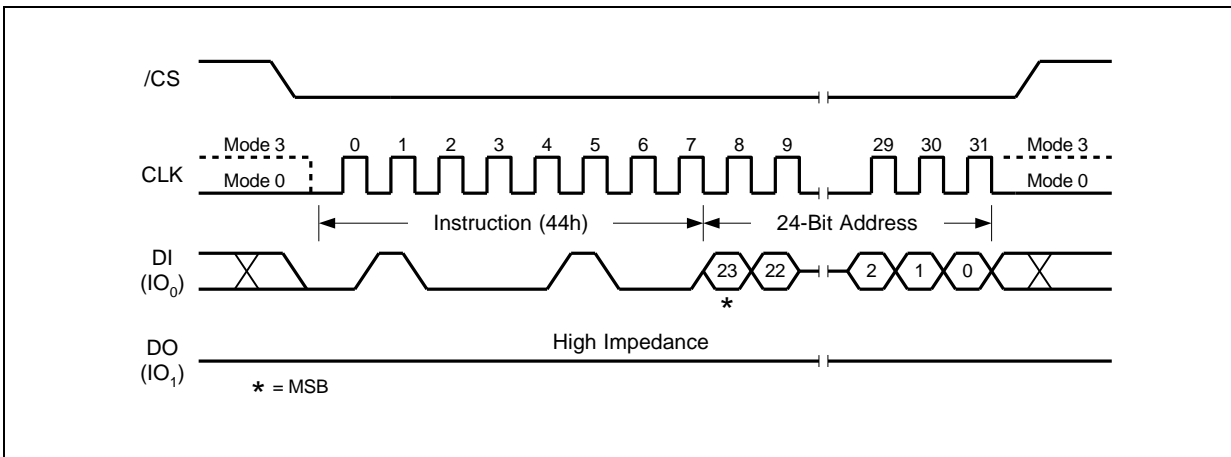 /CS
Mode 3 0 1 2 3 4 5 6 7 8 9 29 30 31 Mode 3
CLK
Mode 0 Mode 0
Instruction (44h) 24-Bit Address
DI
(IO0)
23 22 2 1 0
*
High Impedance
DO
(IO1)
* = MSB